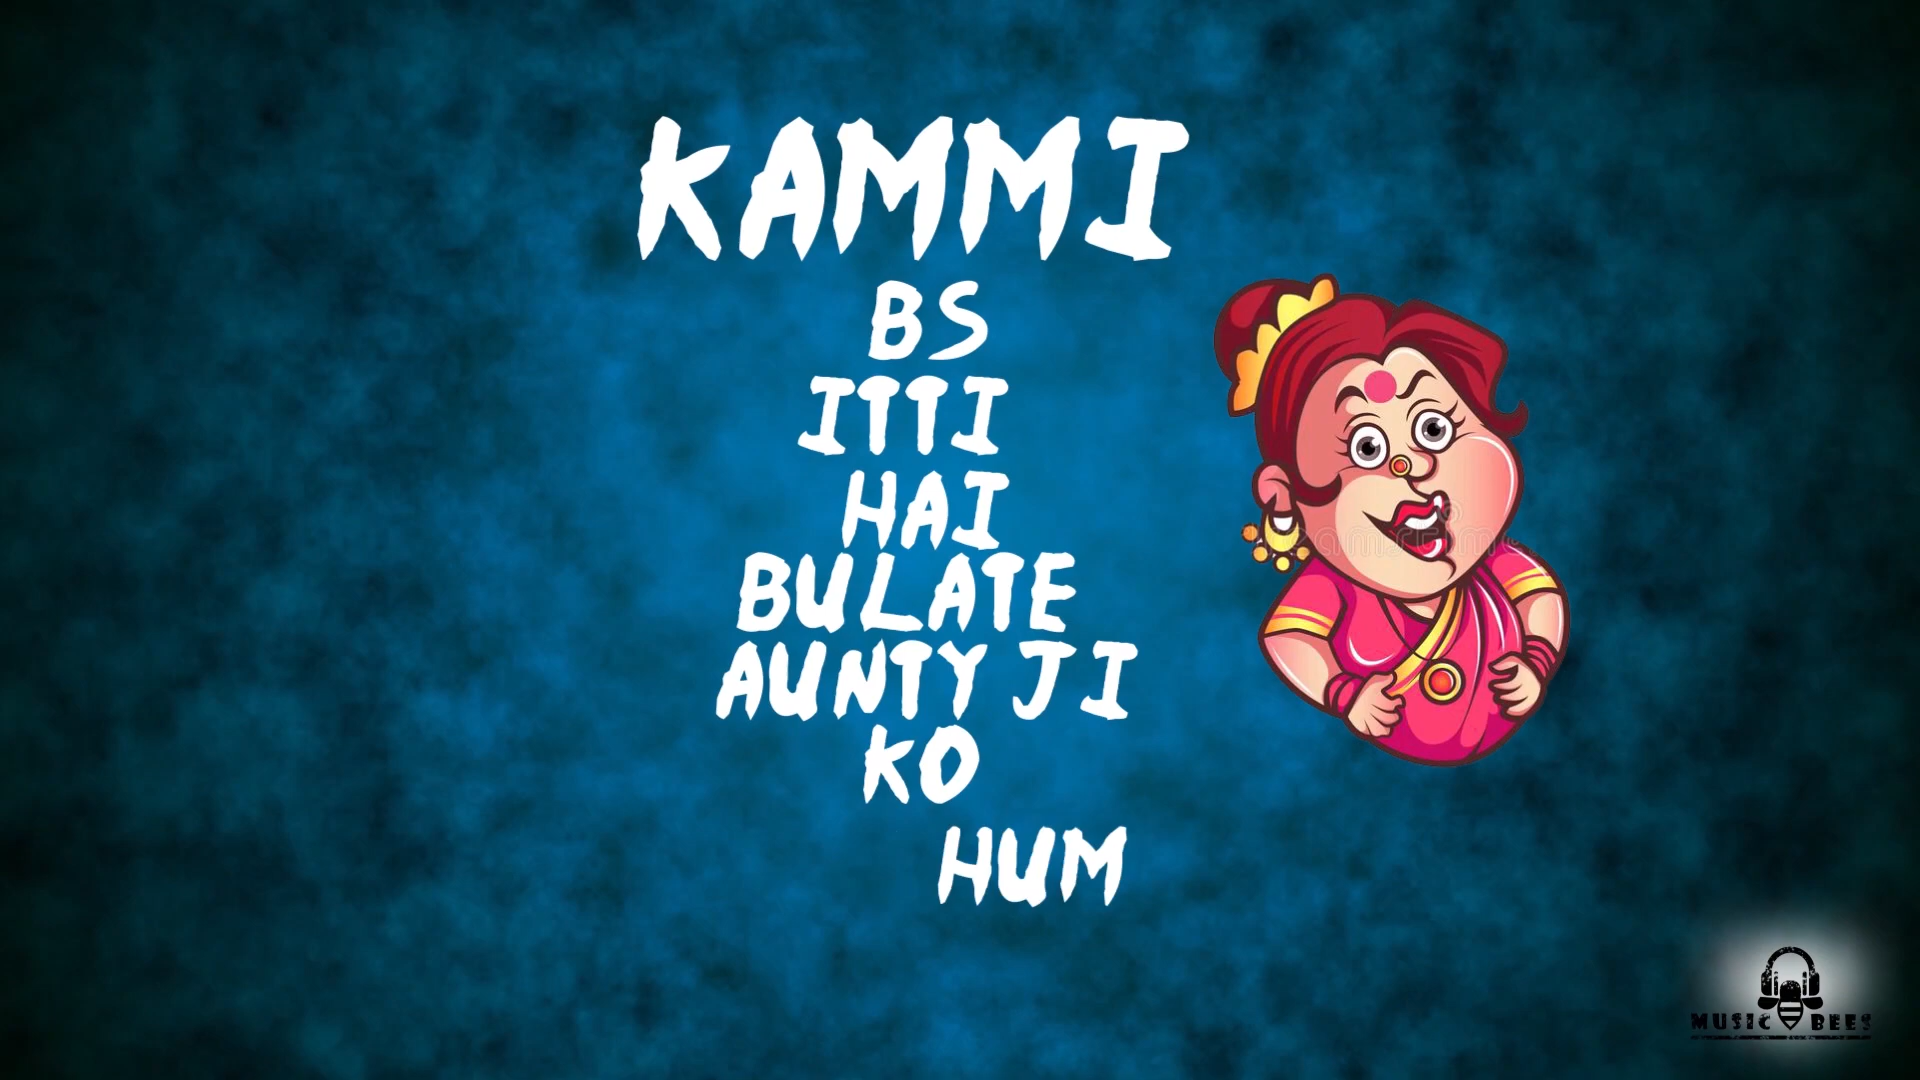 KAMMI
BS
ITTI
HAI
BULATE
AUNTY JI
KO
HUM
MUSIC BEES